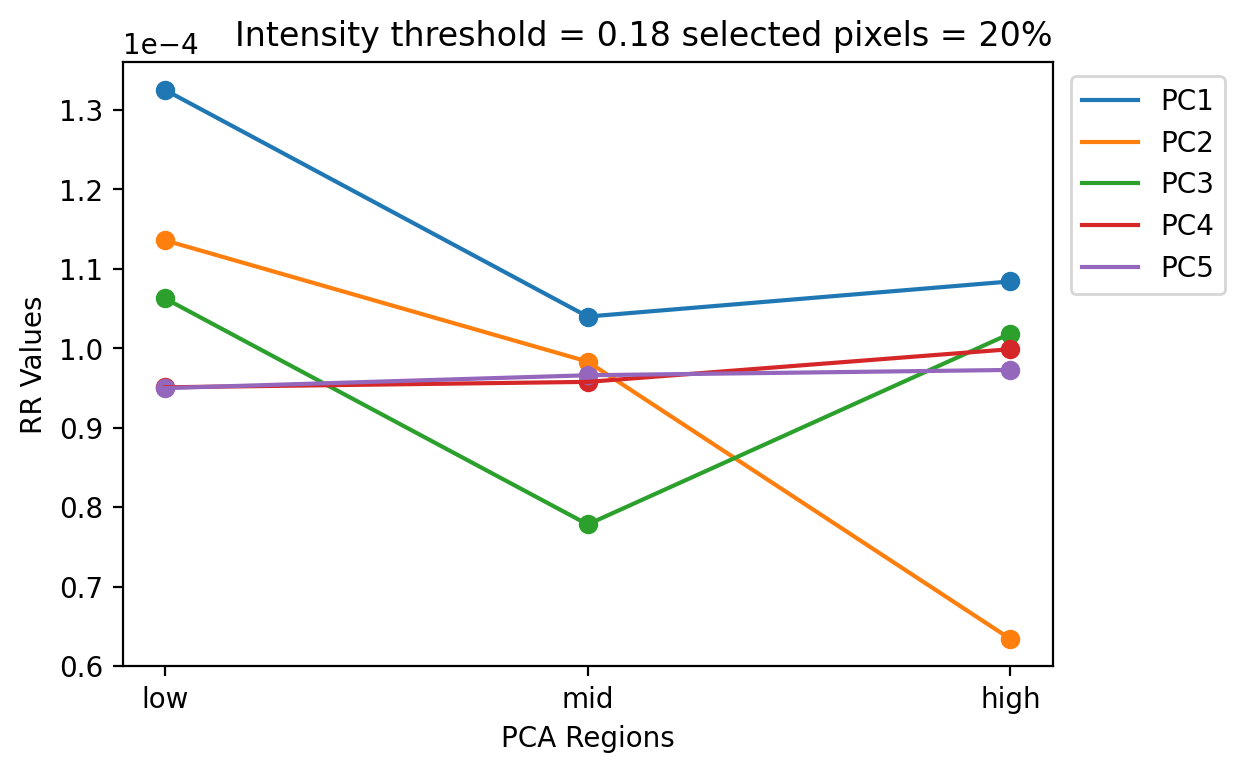 1e−4 Intensity threshold = 0.18 selected pixels = 20%
1.3
1.2
1.1
1.0
0.9
0.8
0.7
0.6
RR Values
low mid high
PCA Regions
PC1
PC2
PC3
PC4
PC5